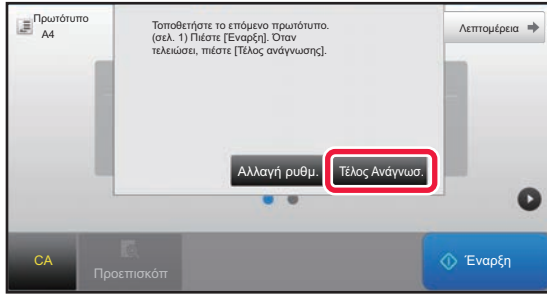 Πρωτότυπο
A4
Τοποθετήστε το επόμενο πρωτότυπο.
(σελ. 1) Πιέστε [Έναρξη]. Όταν
τελειώσει, πιέστε [Τέλος ανάγνωσης].
Λεπτομέρεια
Αλλαγή ρυθμ.
Τέλος Ανάγνωσ.
CA
Προεπισκόπ
Έναρξη